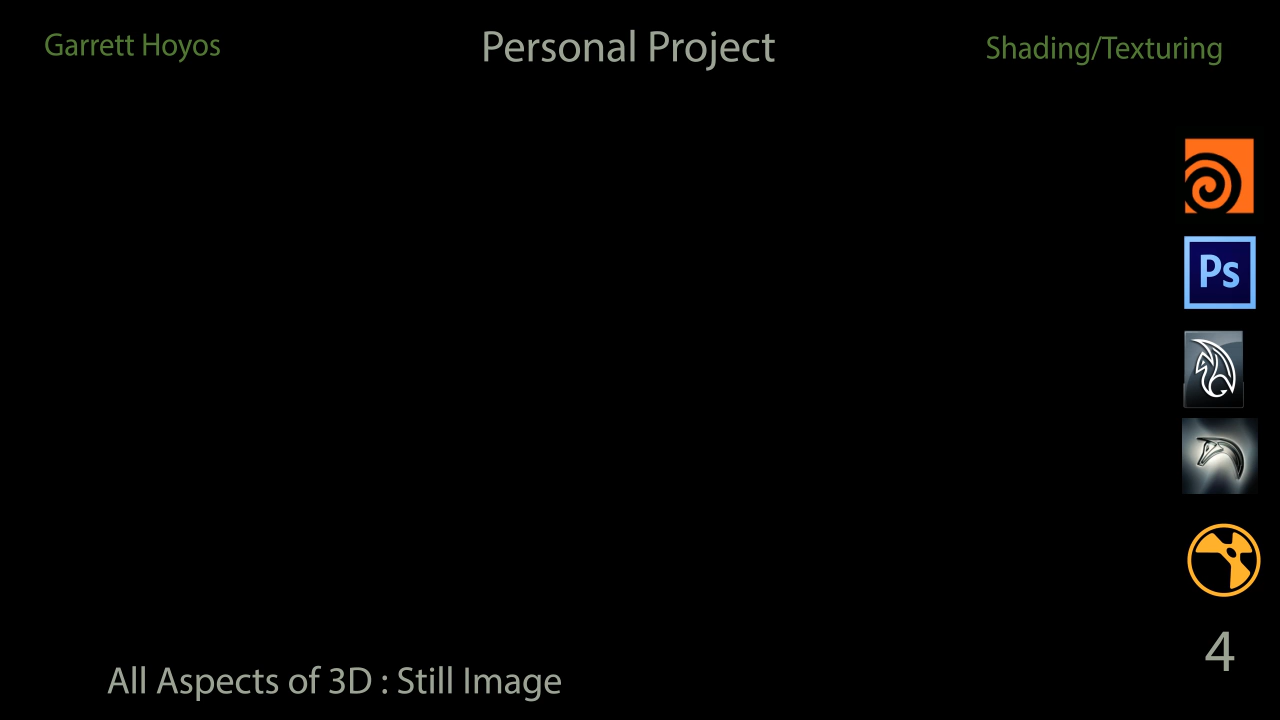 Garrett Hoyos
Personal Project
Shading/Texturing
Ps
4
All Aspects of 3D : Still Image